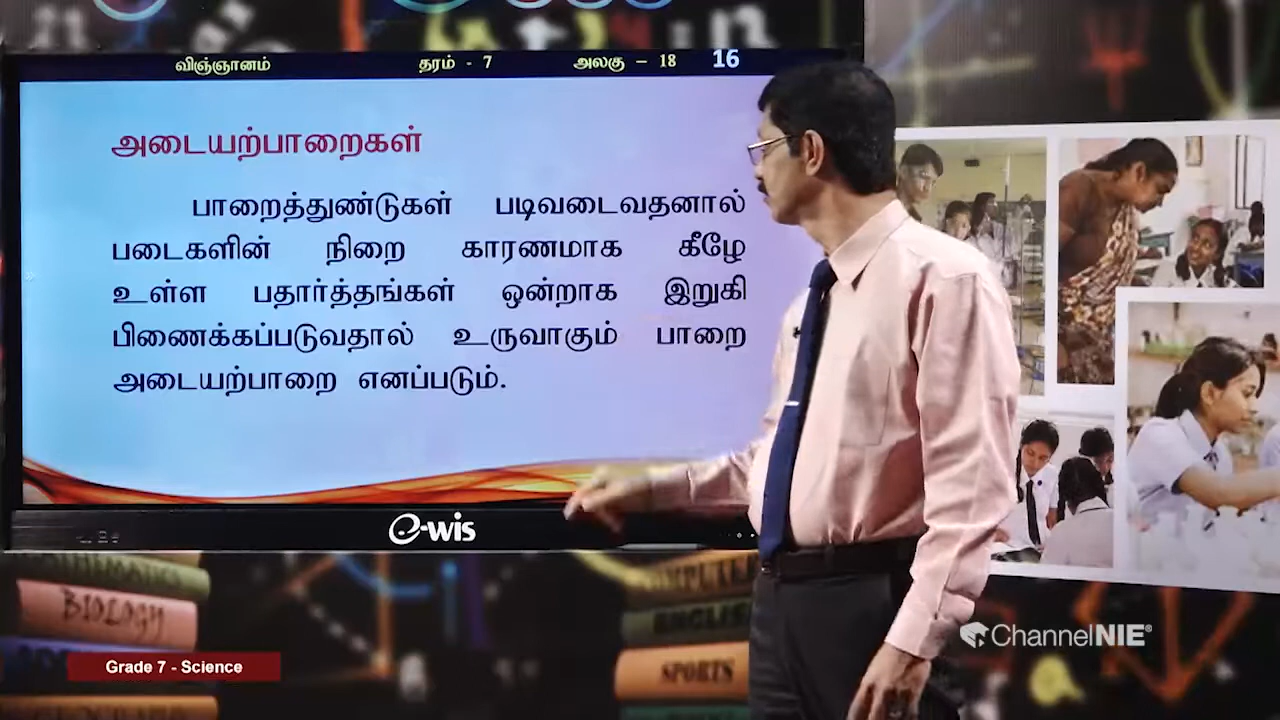 விஞ்ஞானம் தரம் - 7 அலகு – 18 16
அடையற்பாறைகள்
பாறைத்துண்டுகள் படிவடைவதனால்
படைகளின் நிறை காரணமாக கீழே
உள்ள பதார்த்தங்கள் ஒன்றாக இறுகி
பிணைக்கப்படுவதால் உருவாகும் பாறை
அடையற்பாறை எனப்படும்.
e-wis
MATHEMATICS
BIOLOGY
COMPUTER
ENGLISH
SPORTS
ChannelNIE®
Grade 7 - Science